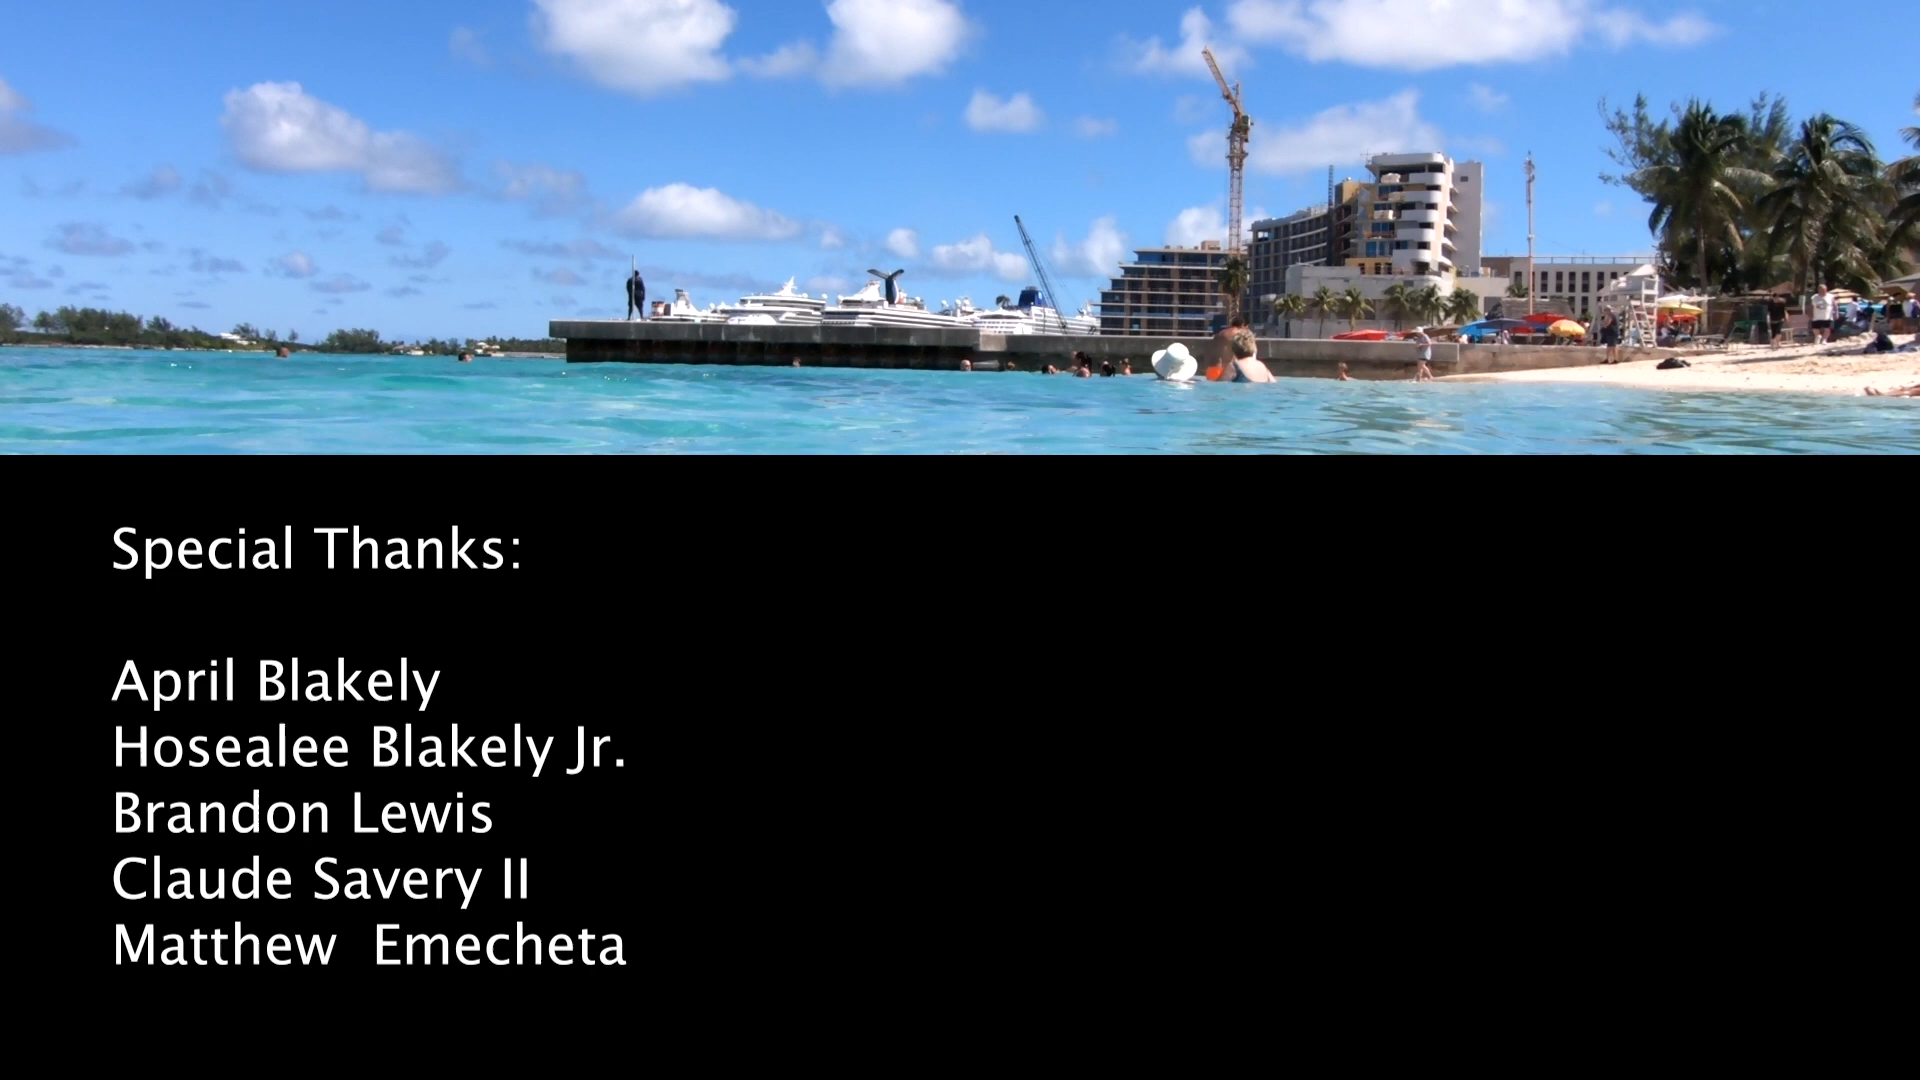 Special Thanks:
April Blakely
Hosealee Blakely Jr.
Brandon Lewis
Claude Savery II
Matthew  Emecheta